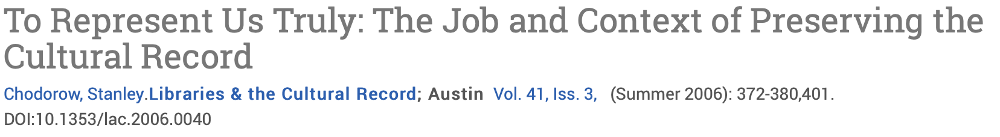 To Represent Us Truly: The Job and Context of Preserving the
Cultural Record
Chodorow, Stanley.Libraries & the Cultural Record; Austin Vol. 41, Iss. 3, (Summer 2006): 372-380,401.
DOI:10.1353/lac.2006.0040